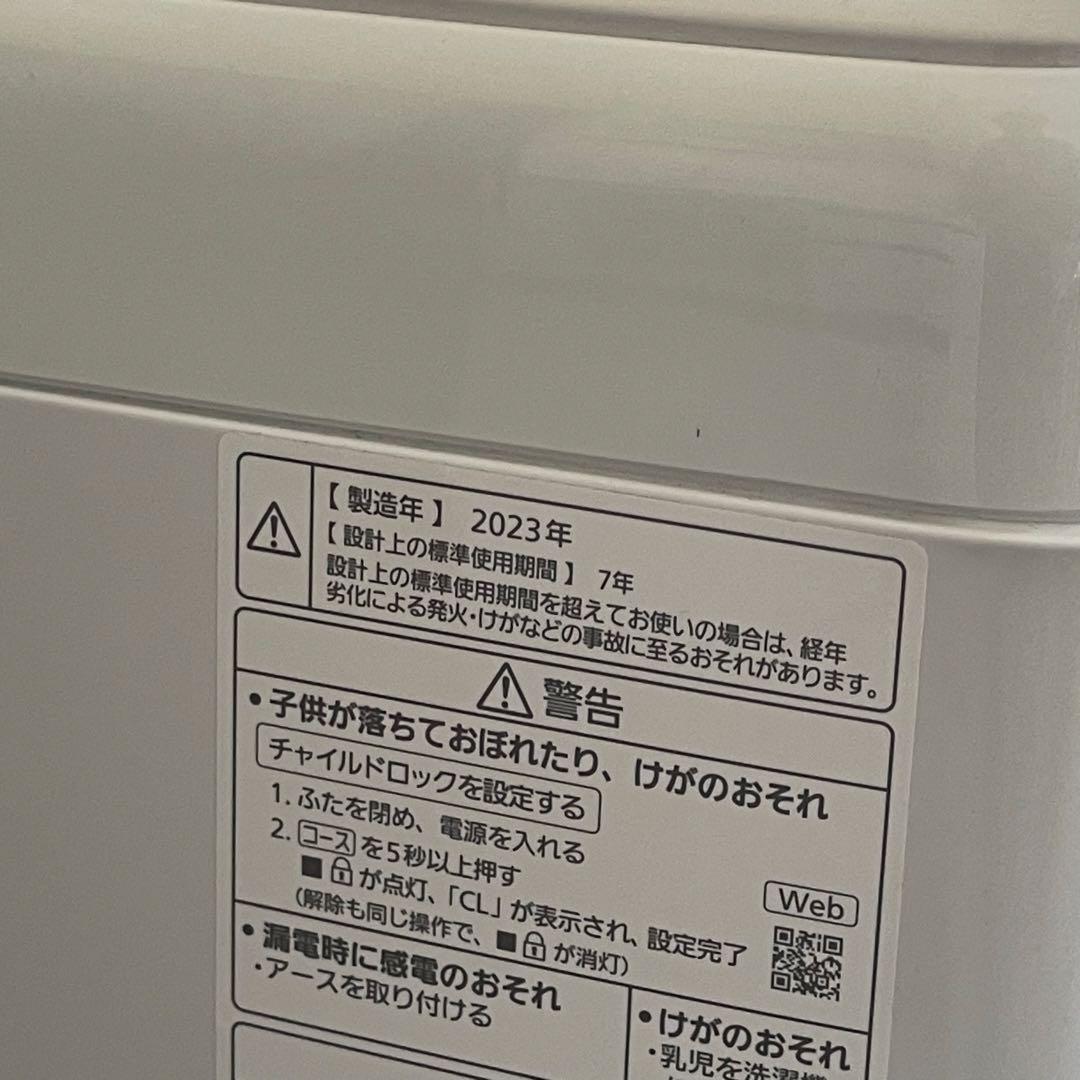 【製造年】 2023年
【設計上の標準使用期間】 7年
設計上の標準使用期間を超えてお使いの場合は、経年
劣化による発火・けがなどの事故に至るおそれがあります。
警告
•子供が落ちておぼれたり、けがのおそれ
チャイルドロックを設定する
1. ふたを閉め、電源を入れる
2. コースを5秒以上押す
■が点灯、「CL」が表示され、設定完了
(解除も同じ操作で、■が消灯)
Web
•漏電時に感電のおそれ
・アースを取り付ける
•けがのおそれ
・乳児を洗濯機